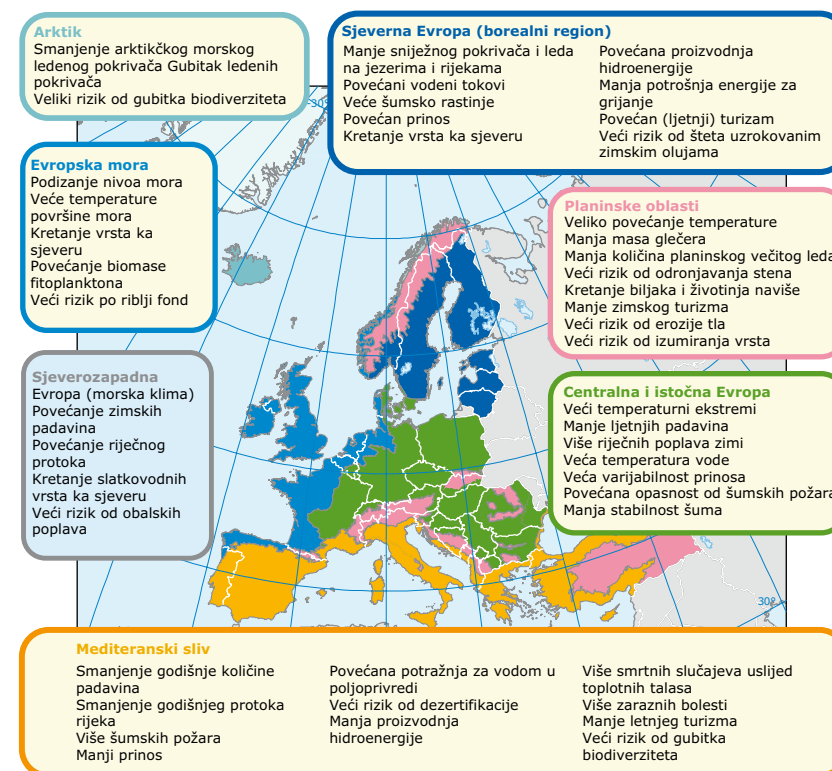 Arktik
Smanjenje arktikčkog morskog
ledenog pokrivača Gubitak ledenih
pokrivača
Veliki rizik od gubitka biodiverziteta
Sjeverna Evropa (borealni region)
Manje sniježnog pokrivača i leda
na jezerima i rijekama
Povećani vodeni tokovi
Veće šumsko rastinje
Povećan prinos
Kretanje vrsta ka sjeveru
Povećana proizvodnja
hidroenergije
Manja potrošnja energije za
grijanje
Povećan (ljetnji) turizam
Veći rizik od šteta uzrokovanim
zimskim olujama
Evropska mora
Podizanje nivoa mora
Veće temperature
površine mora
Kretanje vrsta ka
sjeveru
Povećanje biomase
fitoplanktona
Veći rizik po riblji fond
Planinske oblasti
Veliko povećanje temperature
Manja masa glečera
Manja količina planinskog večitog leda
Veći rizik od odronjavanja stena
Kretanje biljaka i životinja naviše
Manje zimskog turizma
Veći rizik od erozije tla
Veći rizik od izumiranja vrsta
Sjeverozapadna
Evropa (morska klima)
Povećanje zimskih
padavina
Povećanje riječnog
protoka
Kretanje slatkovodnih
vrsta ka sjeveru
Veći rizik od obalskih
poplava
Centralna i istočna Evropa
Veći temperaturni ekstremi
Manje ljetnjih padavina
Više riječnih poplava zimi
Veća temperatura vode
Veća varijabilnost prinosa
Povećana opasnost od šumskih požara
Manja stabilnost šuma
30°
Mediteranski sliv
Smanjenje godišnje količine
padavina
Smanjenje godišnjeg protoka
rijeka
Više šumskih požara
Manji prinos
Povećana potražnja za vodom u
poljoprivredi
Veći rizik od dezertifikacije
Manja proizvodnja
hidroenergije
Više smrtnih slučajeva uslijed
toplotnih talasa
Više zaraznih bolesti
Manje letnjeg turizma
Veći rizik od gubitka
biodiverziteta